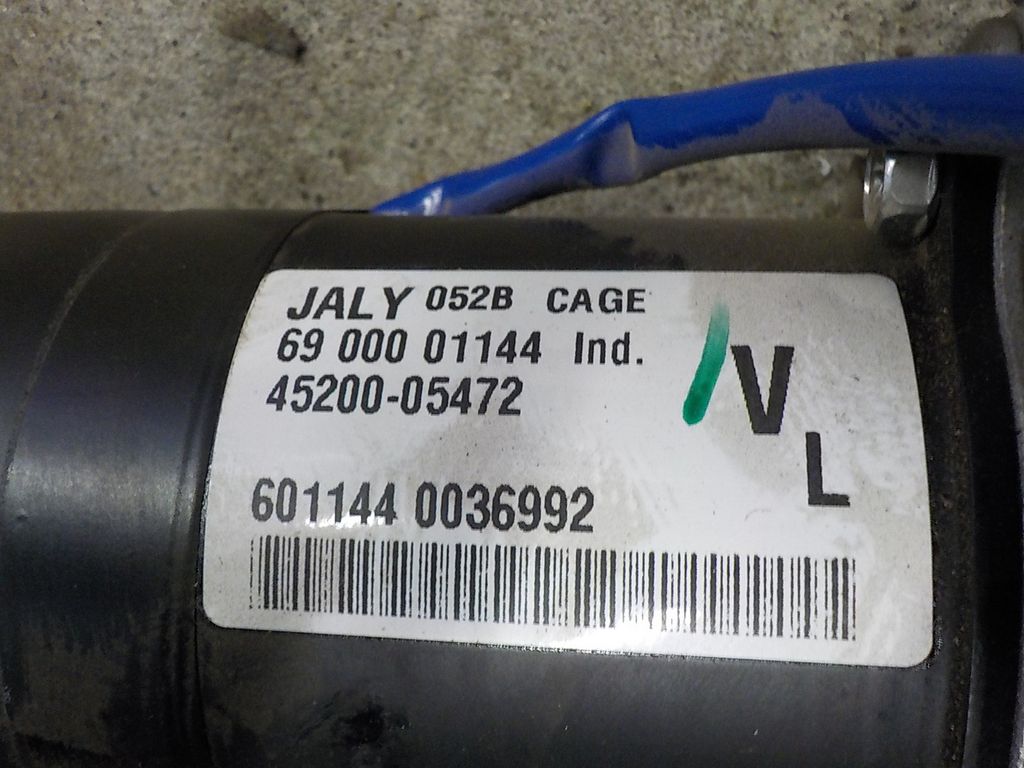 JALY 052B CAGE
69 000 01144 Ind.
45200-05472
V
L
601144 0036992